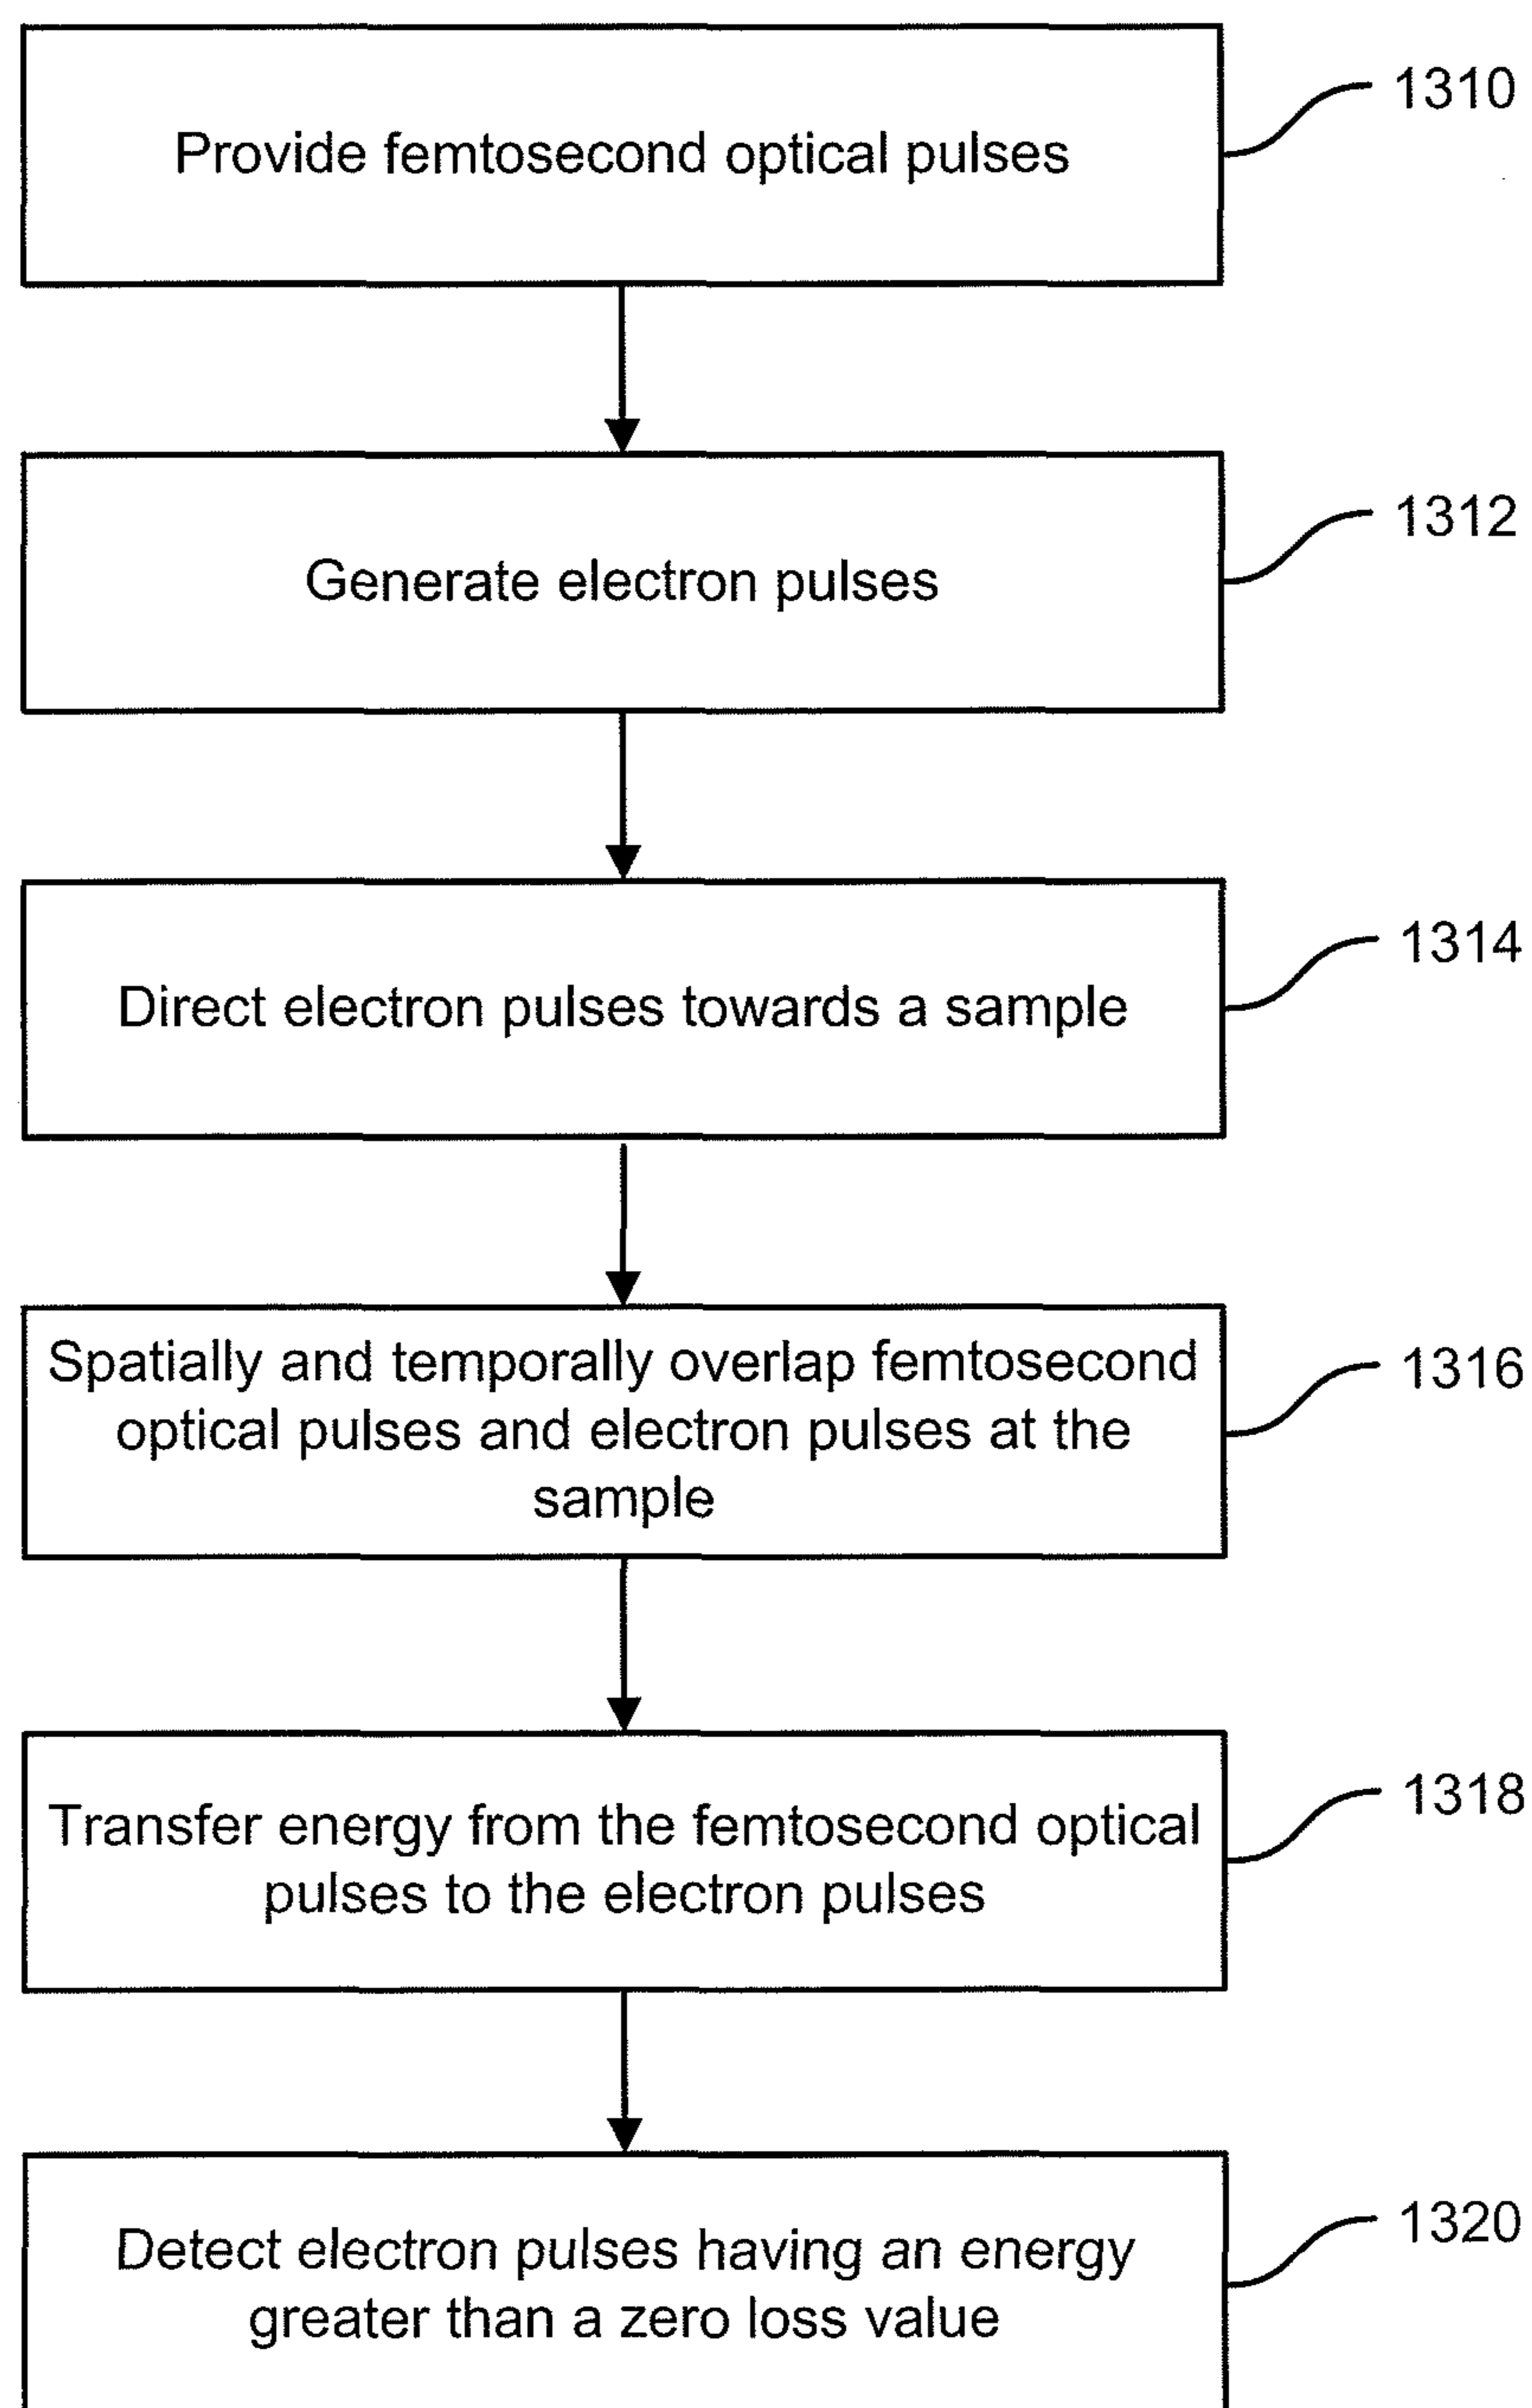 Provide femtosecond optical pulses
1310
Generate electron pulses
1312
Direct electron pulses towards a sample
1314
Spatially and temporally overlap femtosecond
optical pulses and electron pulses at the
sample
1316
Transfer energy from the femtosecond optical
pulses to the electron pulses
1318
Detect electron pulses having an energy
greater than a zero loss value
1320